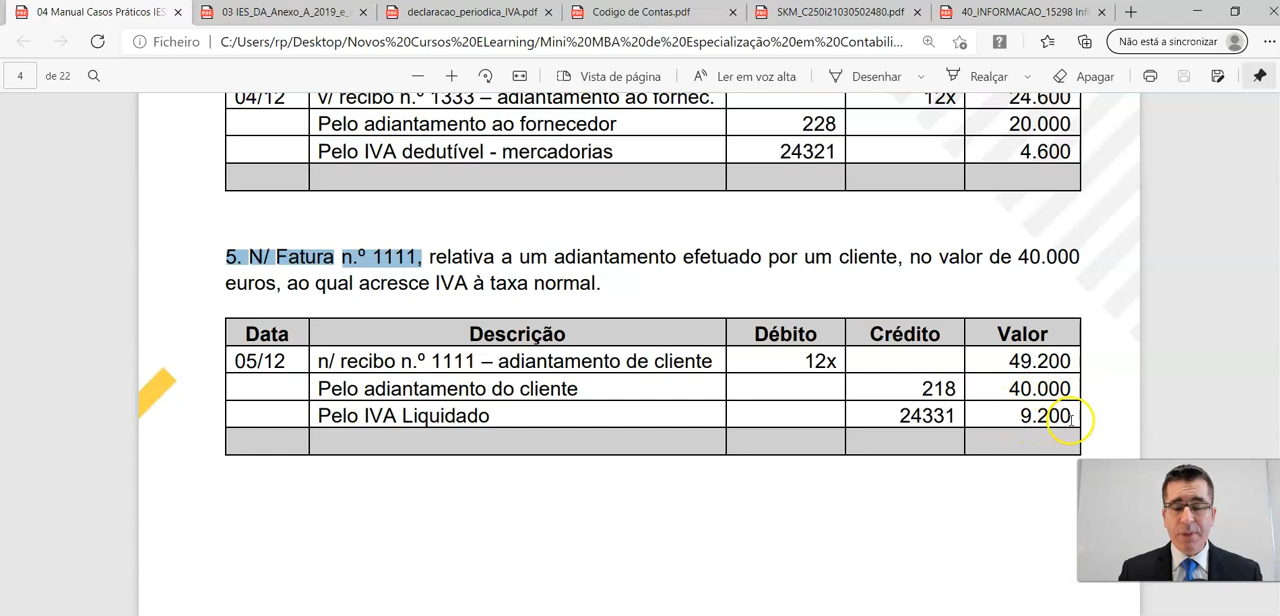 04 Manual Casos Práticos IES
03 IES_DA_Anexo_A_2019_e_
declaracao_periodica_IVA.pdf
Codigo de Contas.pdf
SKM_C250i21030502480.pdf
40_INFORMACAO_15298 Inf
Ficheiro
C:/Users/rp/Desktop/Novos%20Cursos%20ELearning/Mini%20MBA%20de%20Especialização%20em%20Contabili...
Não está a sincronizar
4 de 22
Vista de página
Ler em voz alta
Desenhar
Realçar
Apagar
04/12 v/ recibo n.º 1333 – adiantamento ao fornec. 12x 24.600
Pelo adiantamento ao fornecedor 228 20.000
Pelo IVA dedutível - mercadorias 24321 4.600
5. N/ Fatura n.º 1111, relativa a um adiantamento efetuado por um cliente, no valor de 40.000
euros, ao qual acresce IVA à taxa normal.
Data Descrição Débito Crédito Valor
05/12 n/ recibo n.º 1111 – adiantamento de cliente 12x 49.200
Pelo adiantamento do cliente 218 40.000
Pelo IVA Liquidado 24331 9.200